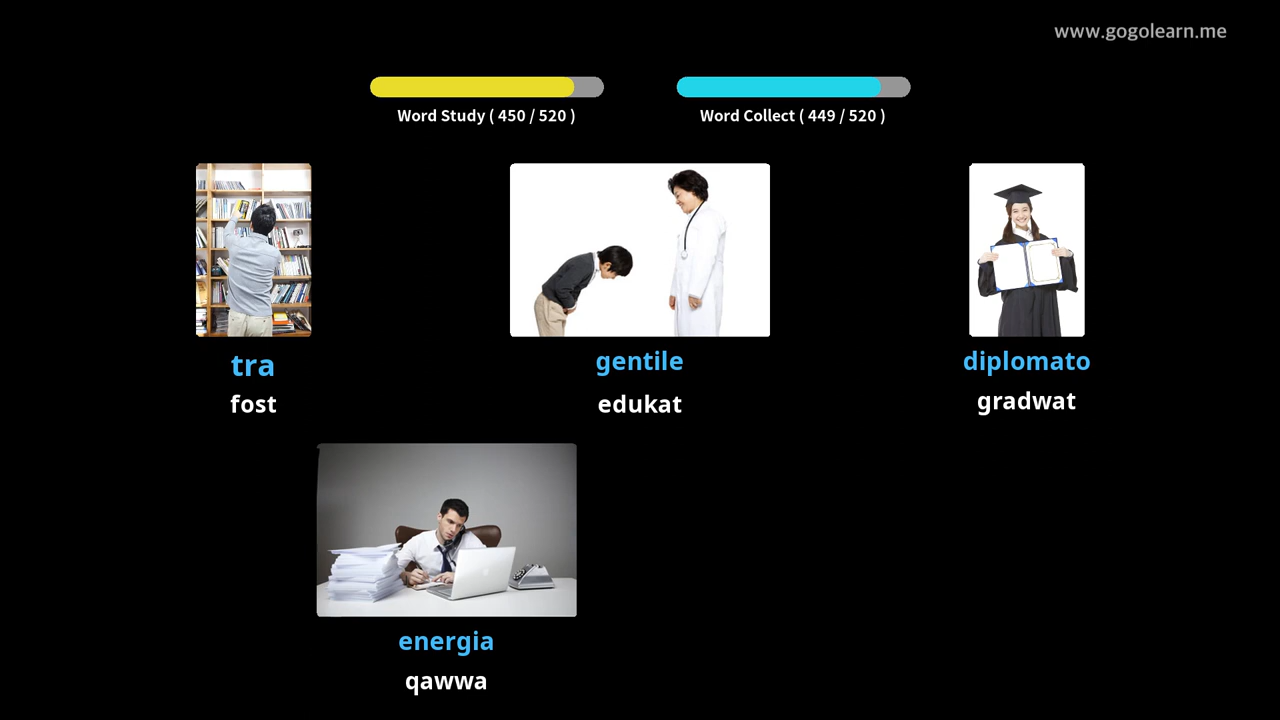 www.gogolearn.me
Word Study ( 450 / 520 )
Word Collect ( 449 / 520 )
tra
fost
gentile
edukat
diplomato
gradwat
energia
qawwa